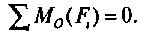 ∑ M_O(F_i) = 0.